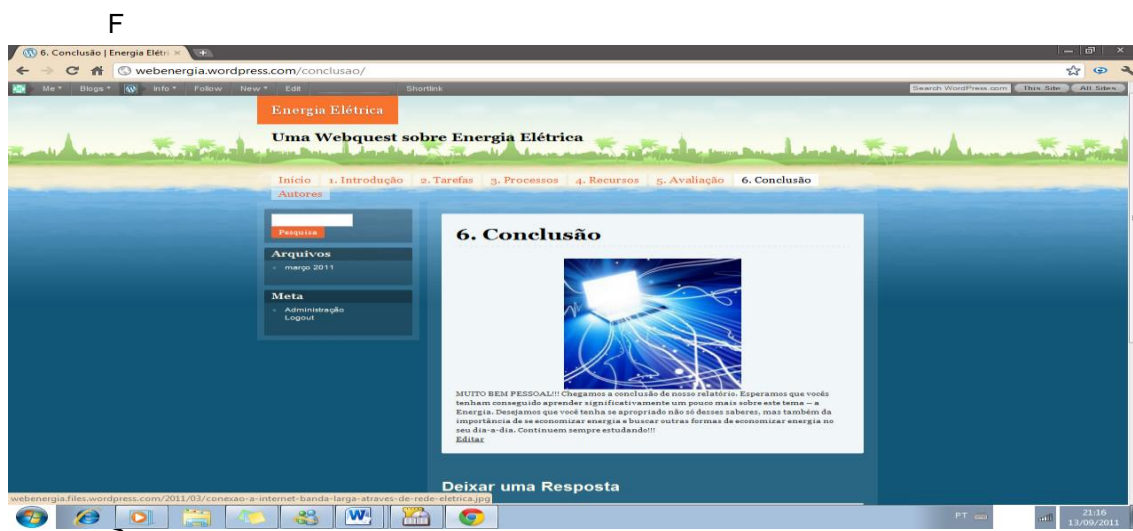 F
6. Conclusão | Energia Elétri
webenergia.wordpress.com/conclusao/
Me Blogs Info Follow New Edit Shortlink Search WordPress.com This Site All Sites
Energia Elétrica
Uma Webquest sobre Energia Elétrica
Início 1. Introdução 2. Tarefas 3. Processos 4. Recursos 5. Avaliação 6. Conclusão
Autores
Pesquisa
Arquivos
março 2011
Meta
Administração
Logout
6. Conclusão
MUITO BEM PESSOAL!!! Chegamos a conclusão de nosso relatório. Esperamos que vocês
tenham conseguido aprender significativamente um pouco mais sobre este tema – a
Energia. Desejamos que você tenha se apropriado não só desses saberes, mas também da
importância de se economizar energia e buscar outras formas de economizar energia no
seu dia-a-dia. Continuem sempre estudando!!!
Editar
Deixar uma Resposta
webenergia.files.wordpress.com/2011/03/conexao-a-internet-banda-larga-atraves-de-rede-eletrica.jpg
PT
21:16
13/09/2011